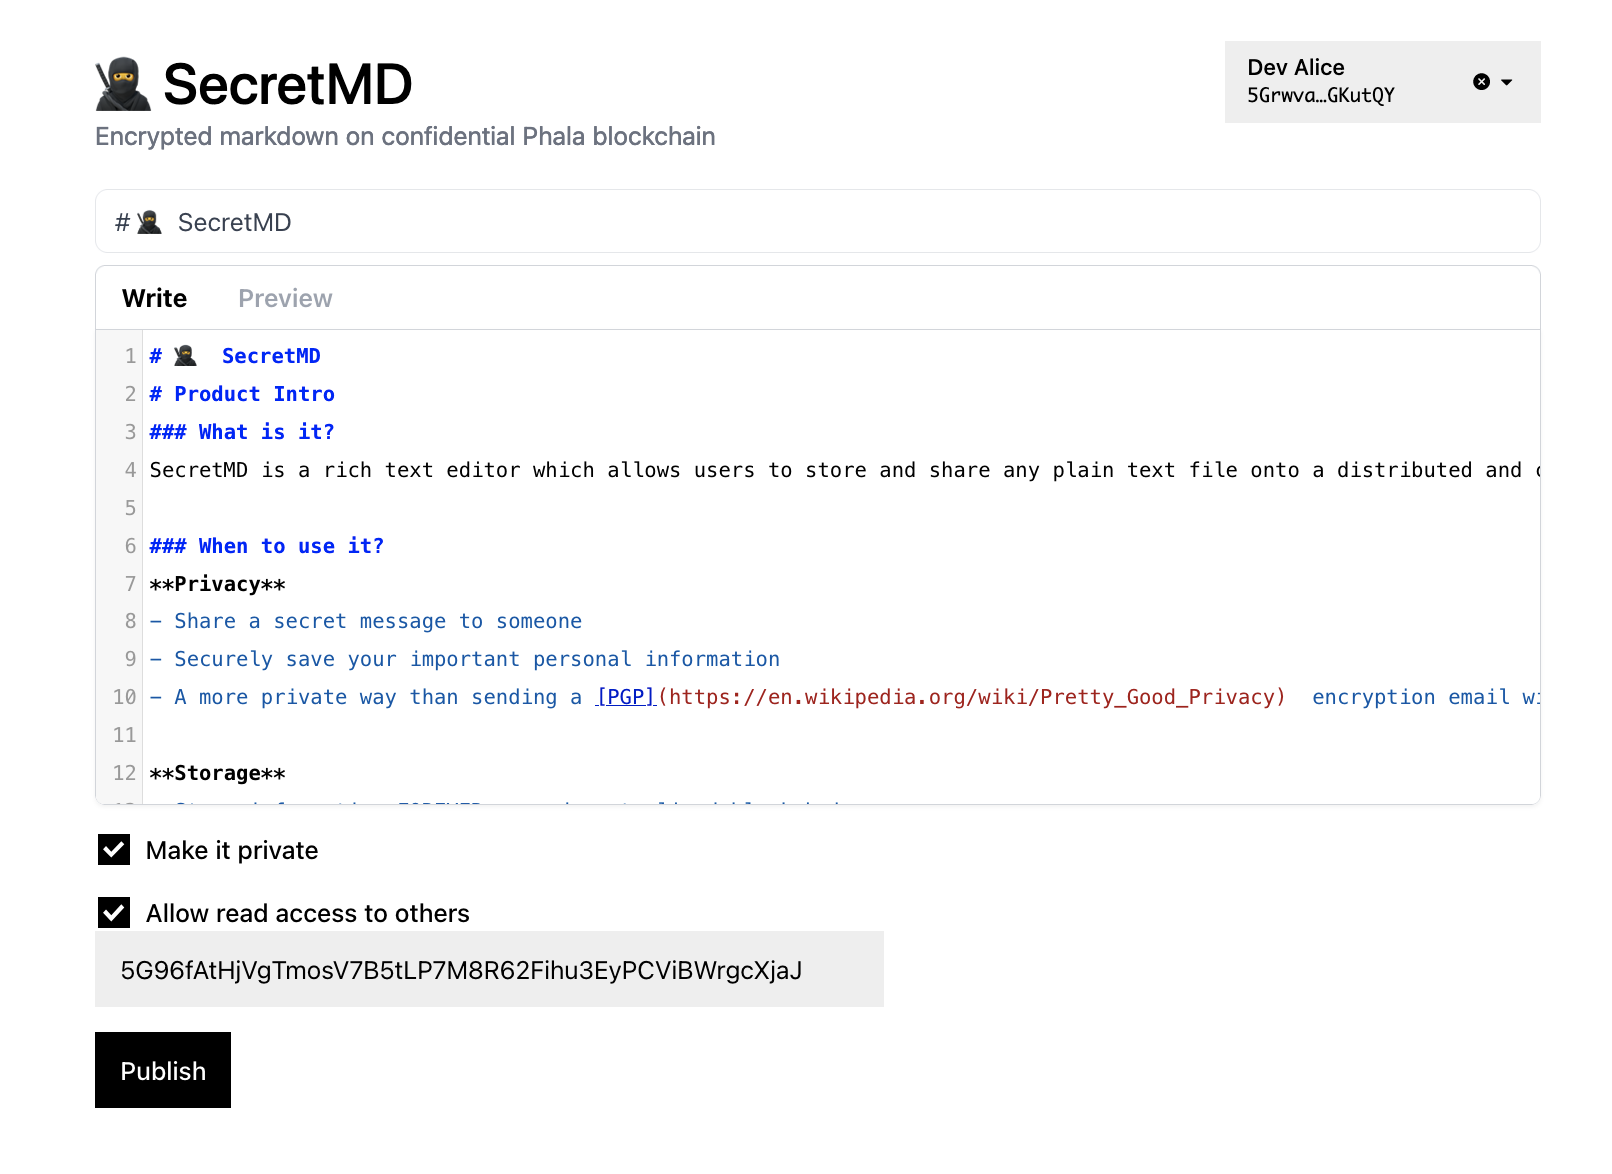 🥷 SecretMD
Encrypted markdown on confidential Phala blockchain
Dev Alice
5Grwva…GKutQY
# 🥷 SecretMD
Write Preview
1 # 🥷 SecretMD
2 # Product Intro
3 ### What is it?
4 SecretMD is a rich text editor which allows users to store and share any plain text file onto a distributed and
5
6 ### When to use it?
7 **Privacy**
8 - Share a secret message to someone
9 - Securely save your important personal information
10 - A more private way than sending a [PGP](https://en.wikipedia.org/wiki/Pretty_Good_Privacy) encryption email
11
12 **Storage**
Make it private
Allow read access to others
5G96fAtHjVgTmosV7B5tLP7M8R62Fihu3EyPCViBWrgcXjaJ
Publish